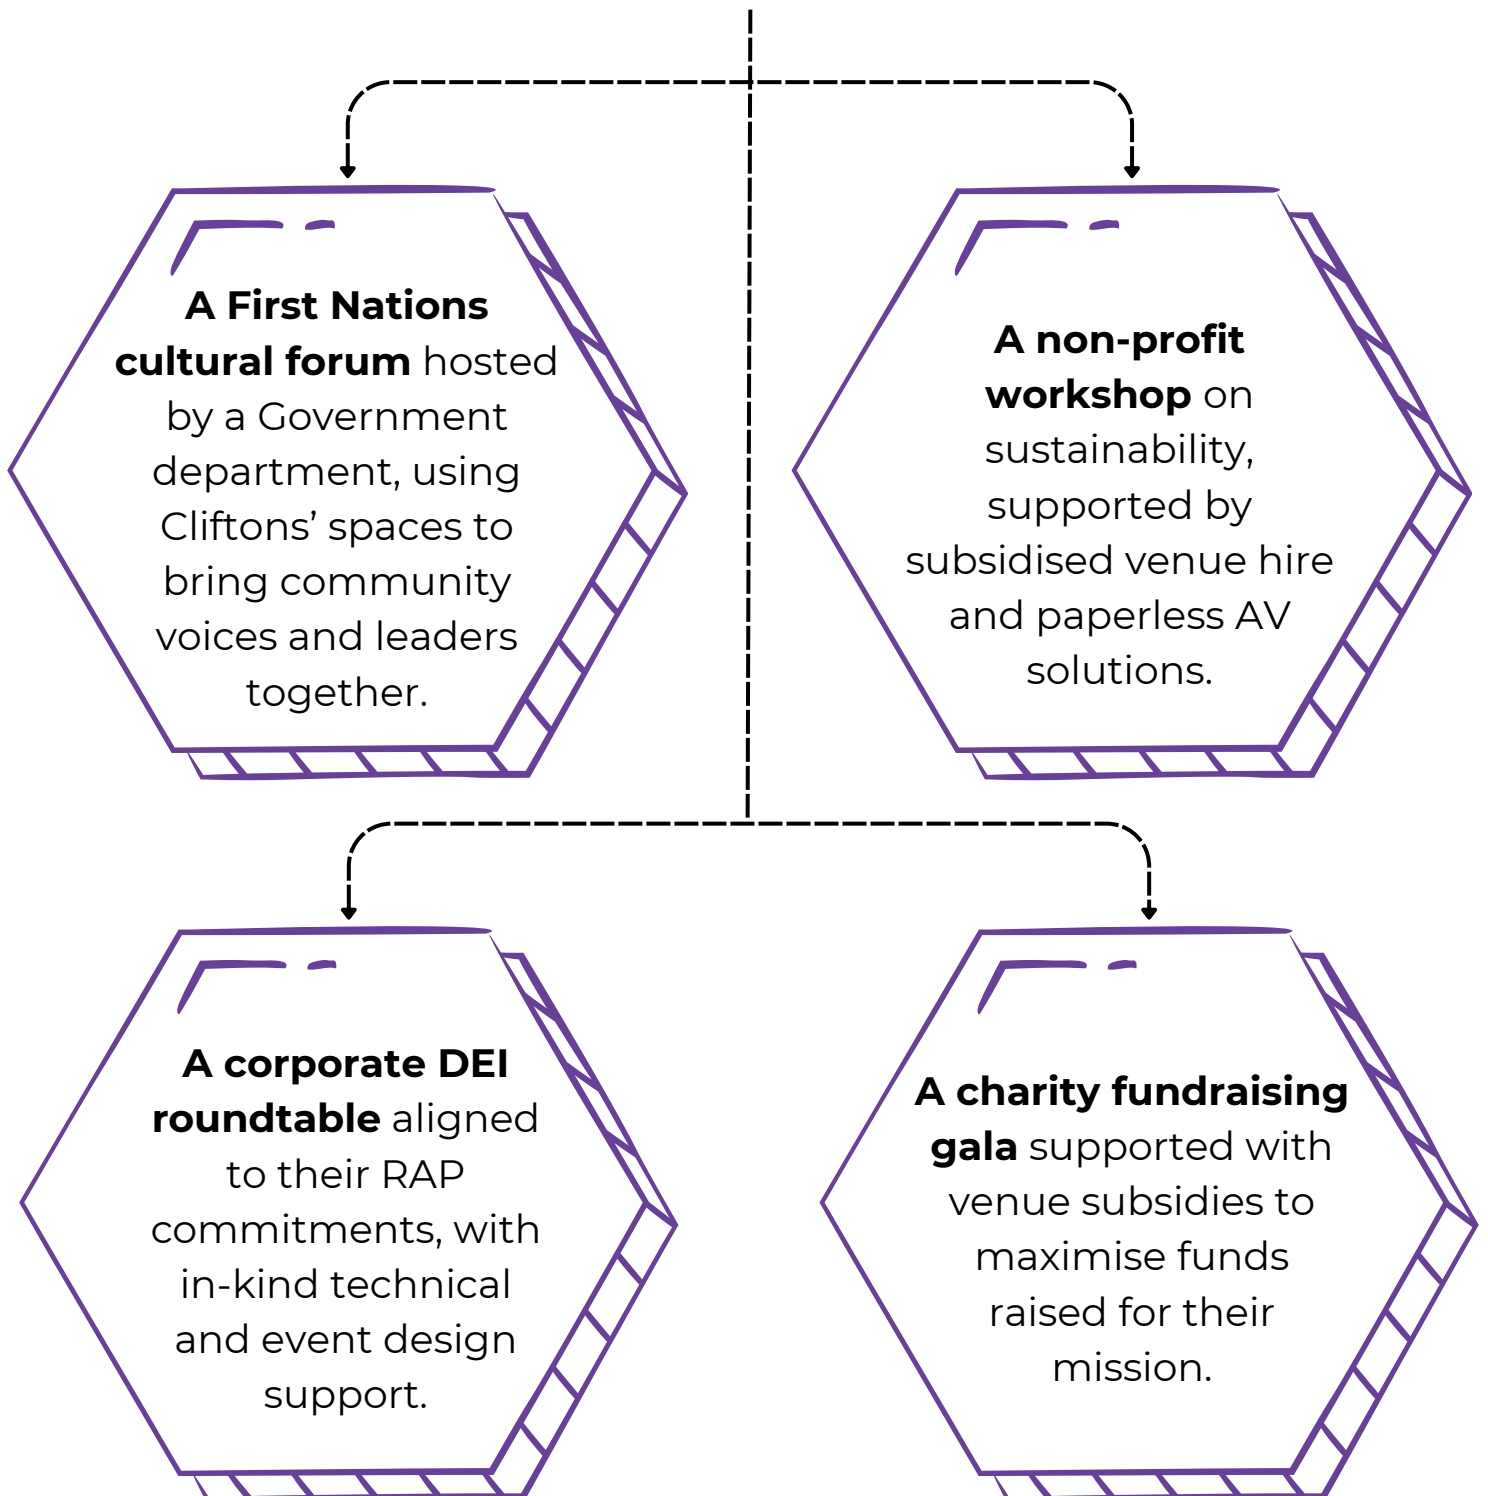 A First Nations
cultural forum hosted
by a Government
department, using
Cliftons’ spaces to
bring community
voices and leaders
together.
A non-profit
workshop on
sustainability,
supported by
subsidised venue hire
and paperless AV
solutions.
A corporate DEI
roundtable aligned
to their RAP
commitments, with
in-kind technical
and event design
support.
A charity fundraising
gala supported with
venue subsidies to
maximise funds
raised for their
mission.